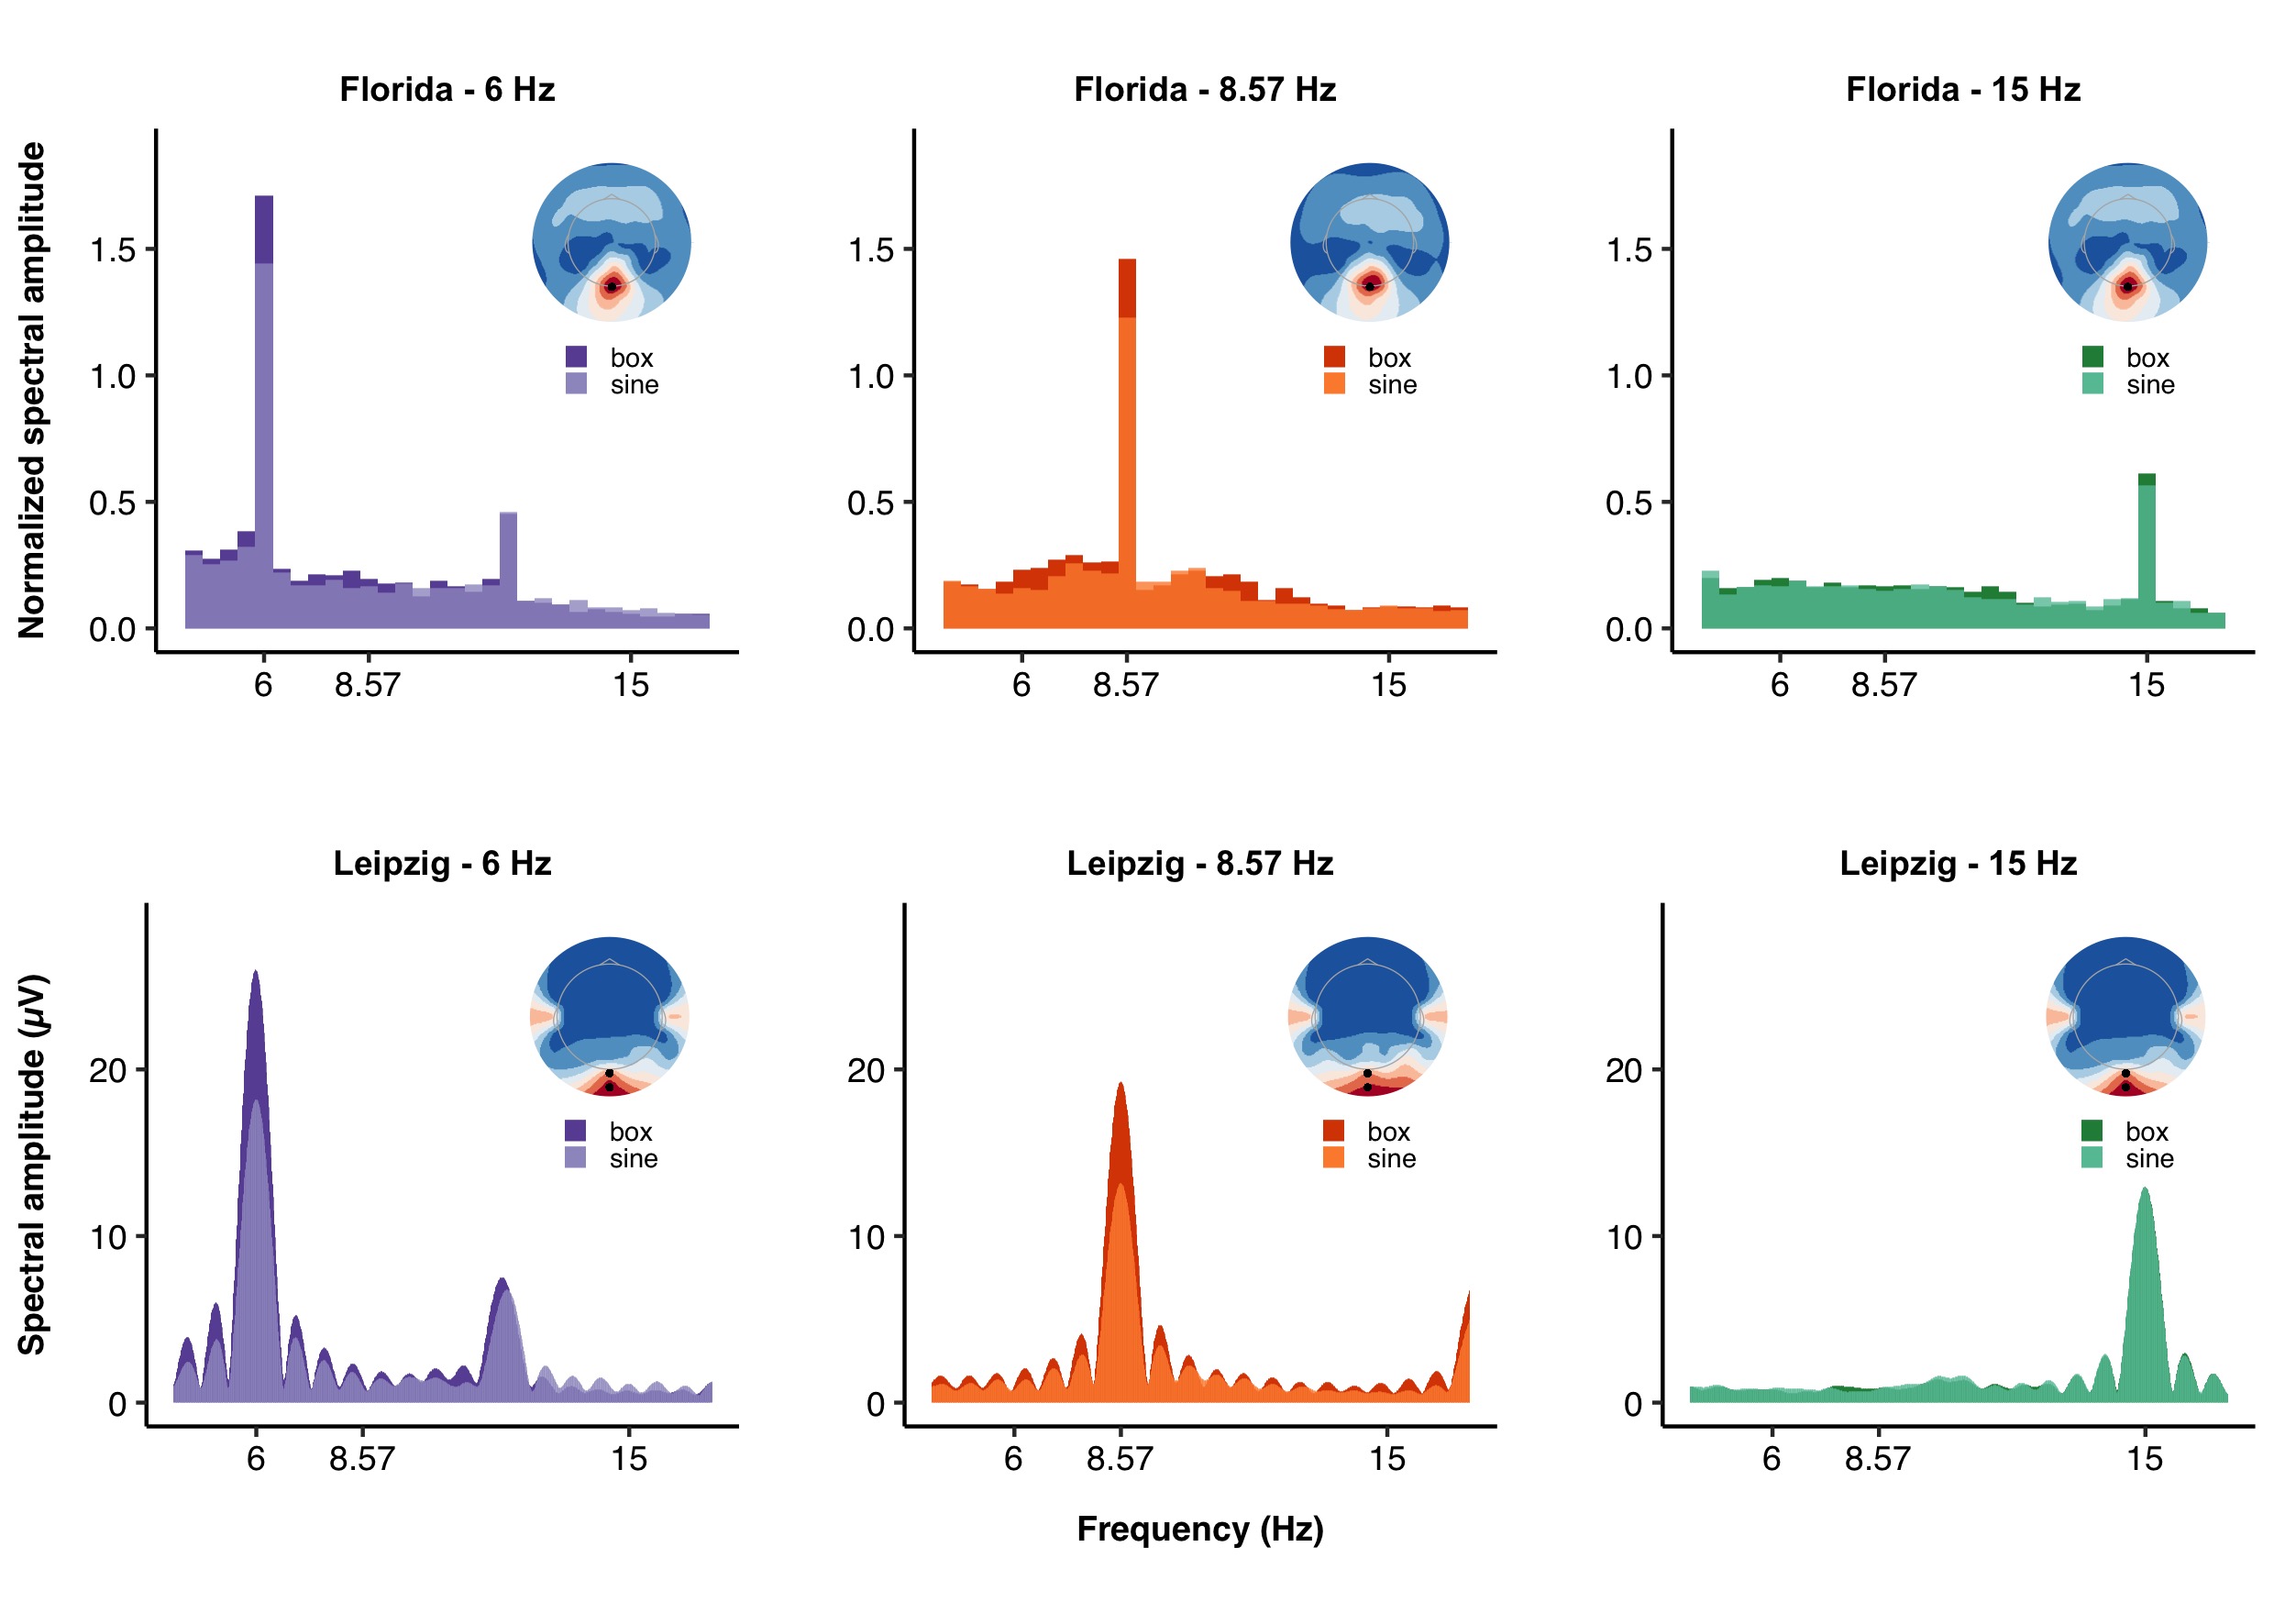 Florida - 6 Hz
Florida - 8.57 Hz
Florida - 15 Hz
Normalized spectral amplitude
1.5
1.0
0.5
0.0
box
sine
6
8.57
15
1.5
1.0
0.5
0.0
box
sine
6
8.57
15
1.5
1.0
0.5
0.0
box
sine
6
8.57
15
Leipzig - 6 Hz
Leipzig - 8.57 Hz
Leipzig - 15 Hz
Spectral amplitude (µV)
20
10
0
box
sine
6
8.57
15
20
10
0
box
sine
6
8.57
15
20
10
0
box
sine
6
8.57
15
Frequency (Hz)